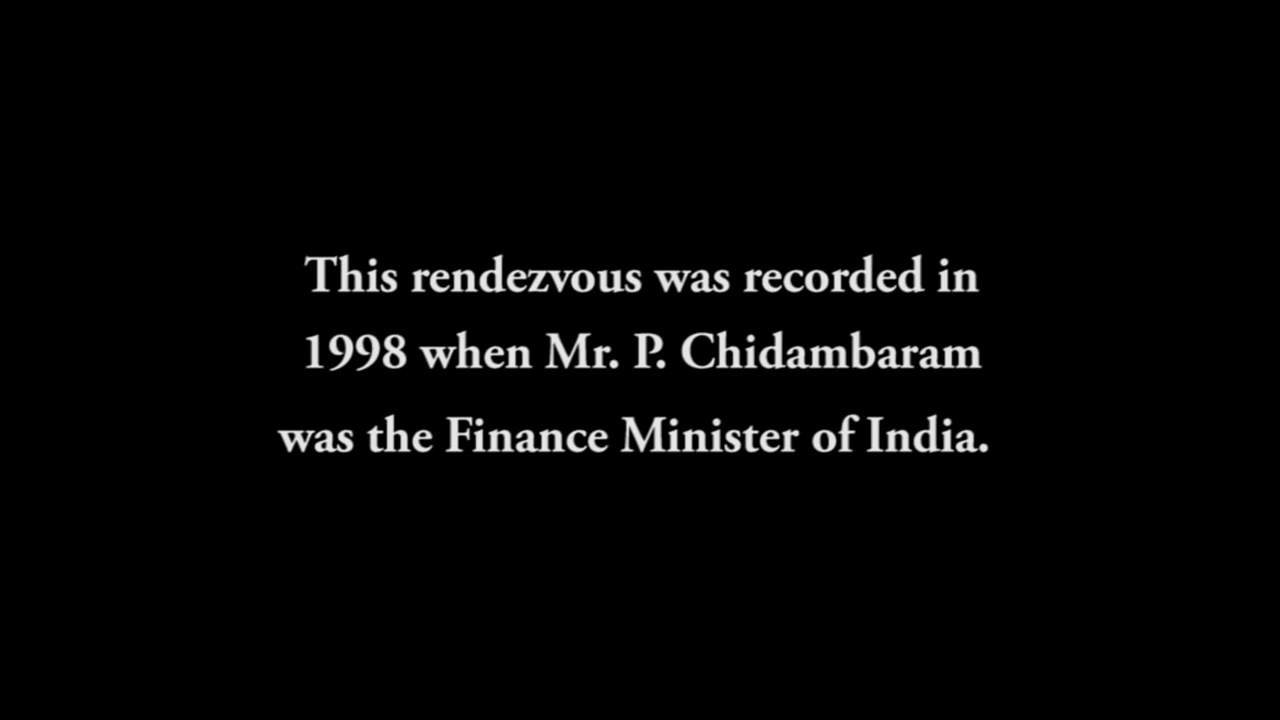 This rendezvous was recorded in
1998 when Mr. P. Chidambaram
was the Finance Minister of India.